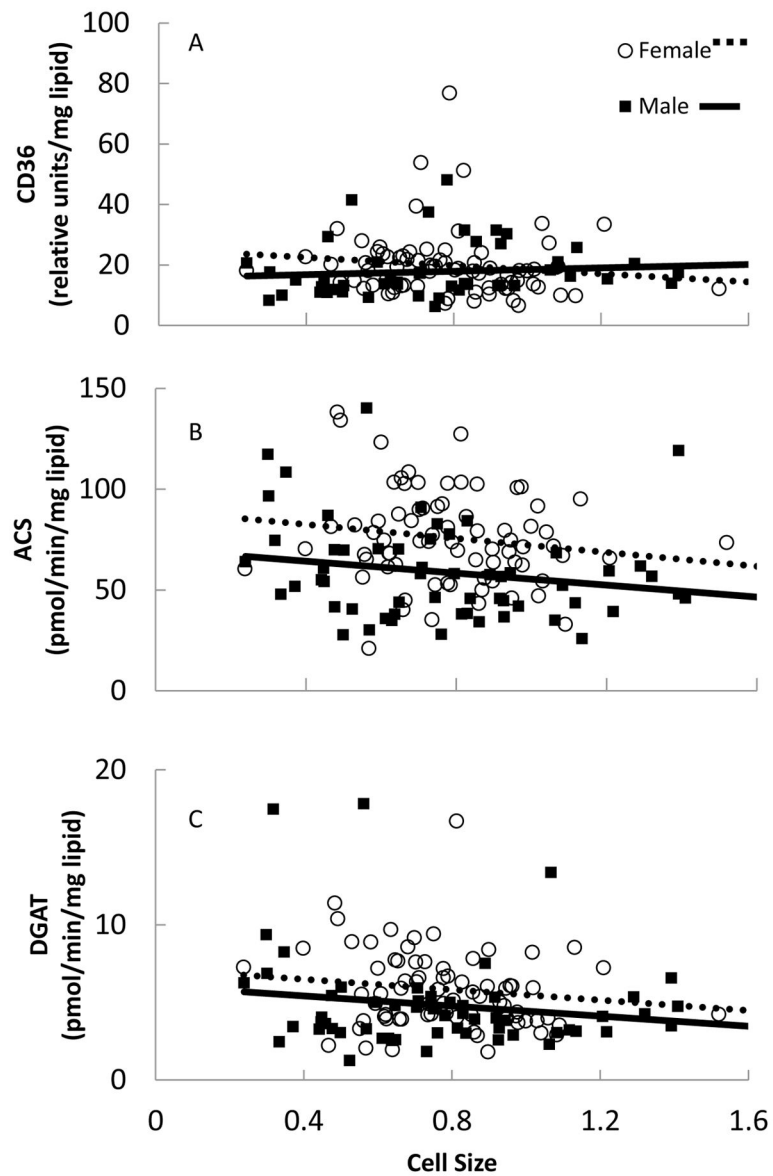 100
A
Female
80
Male
60
40
20
0
CD36
(relative units/mg lipid)
150
B
100
50
0
ACS
(pmol/min/mg lipid)
20
C
10
0
DGAT
(pmol/min/mg lipid)
0 0.4 0.8 1.2 1.6
Cell Size